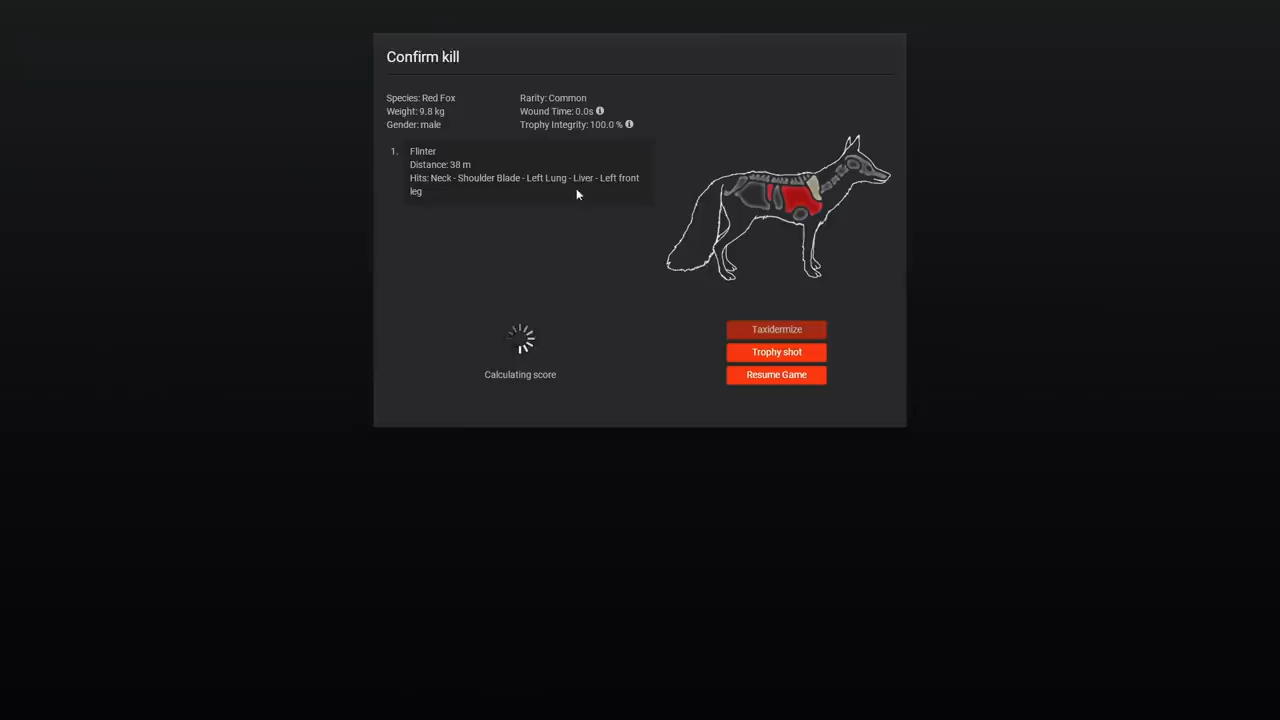 Confirm kill
Species: Red Fox
Rarity: Common
Weight: 9.8 kg
Wound Time: 0.0s
Gender: male
Trophy Integrity: 100.0 %
1. Flinter
Distance: 38 m
Hits: Neck - Shoulder Blade - Left Lung - Liver - Left front
leg
Taxidermize
Trophy shot
Calculating score
Resume Game